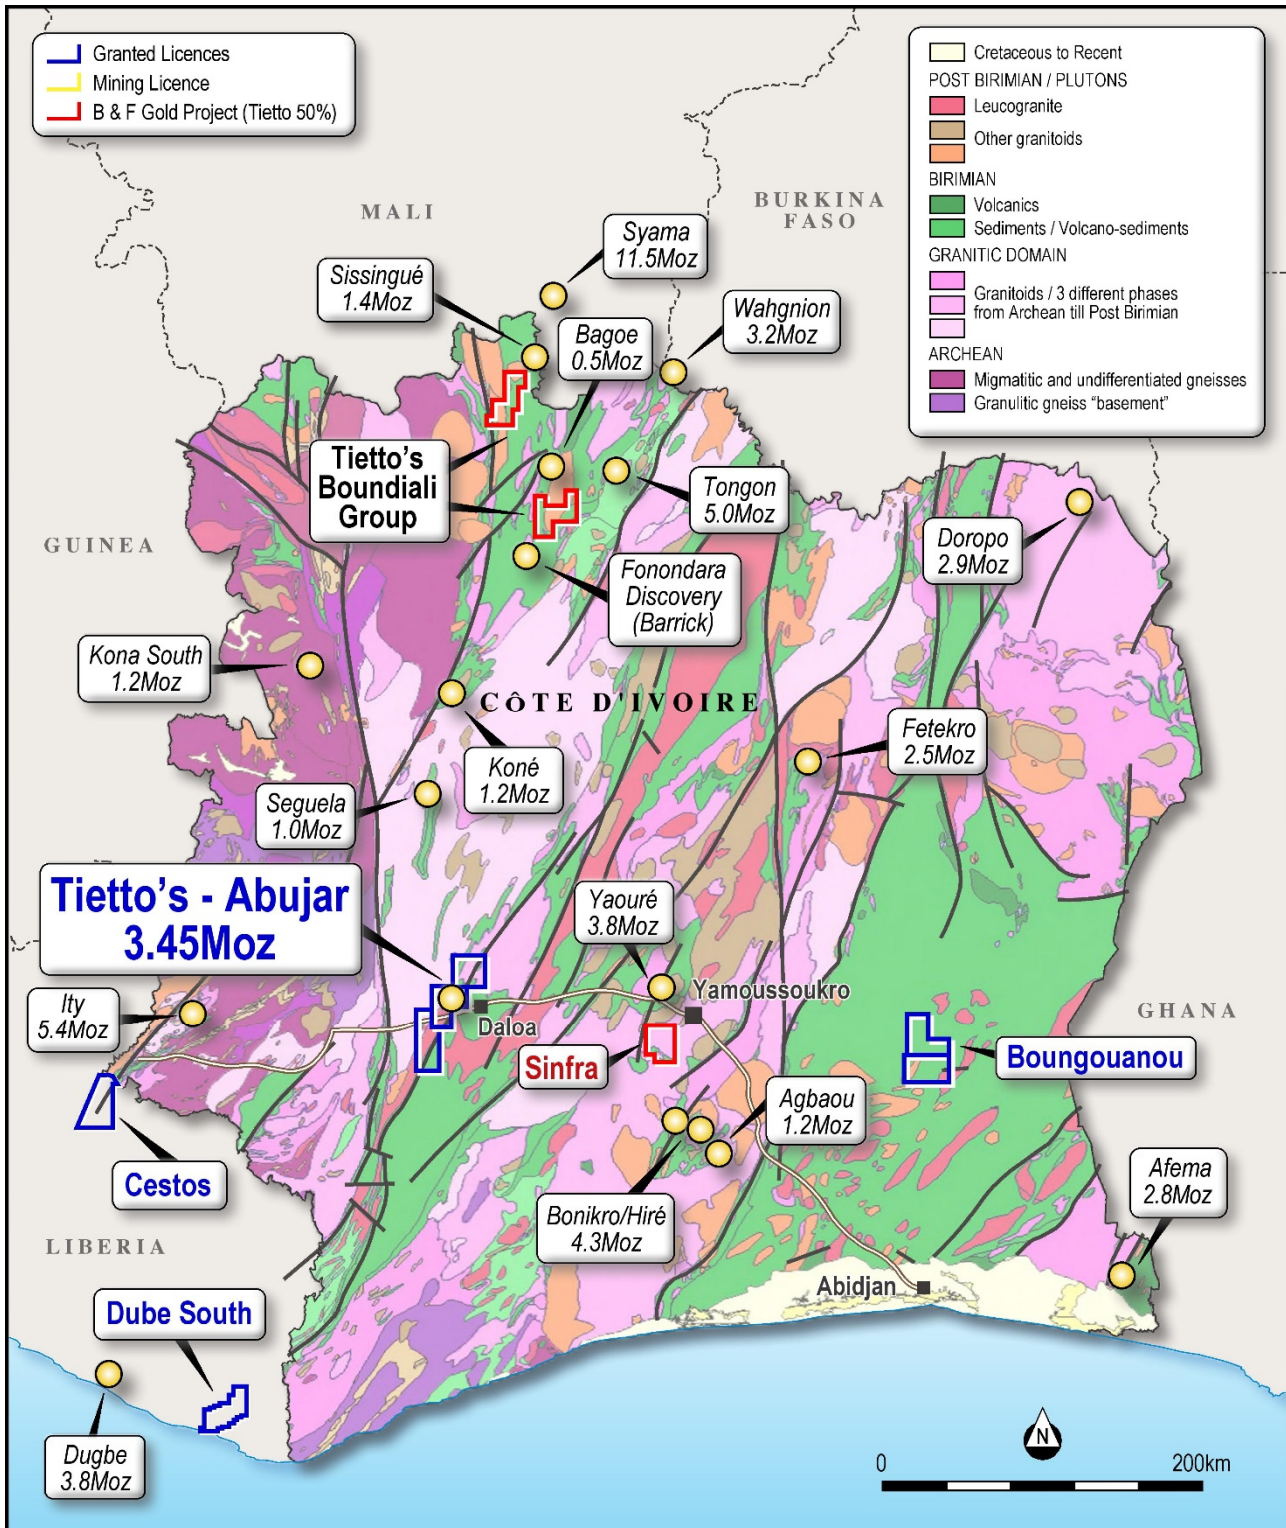 Granted Licences
Mining Licence
B & F Gold Project (Tietto 50%)
Cretaceous to Recent
POST BIRIMIAN / PLUTONS
Leucogranite
Other granitoids
BIRIMIAN
Volcanics
Sediments / Volcano-sediments
GRANITIC DOMAIN
Granitoids / 3 different phases
from Archean till Post Birimian
ARCHEAN
Migmatitic and undifferentiated gneisses
Granulitic gneiss “basement”
MALI
BURKINA
FASO
Syama
11.5Moz
Sissingué
1.4Moz
Wahgnion
3.2Moz
Bagoe
0.5Moz
Tietto's
Boundiali
Group
Tongon
5.0Moz
Doropo
2.9Moz
GUINEA
Fonondara
Discovery
(Barrick)
Kona South
1.2Moz
CÔTE D'IVOIRE
Fetekro
2.5Moz
Koné
1.2Moz
Seguela
1.0Moz
Tietto's - Abujar
3.45Moz
Yaouré
3.8Moz
Yamoussoukro
Ity
5.4Moz
Daloa
GHANA
Sinfra
Boungouanou
Agbaou
1.2Moz
Cestos
Afema
2.8Moz
Bonikro/Hiré
4.3Moz
LIBERIA
Abidjan
Dube South
Dugbe
3.8Moz
N
0
200km